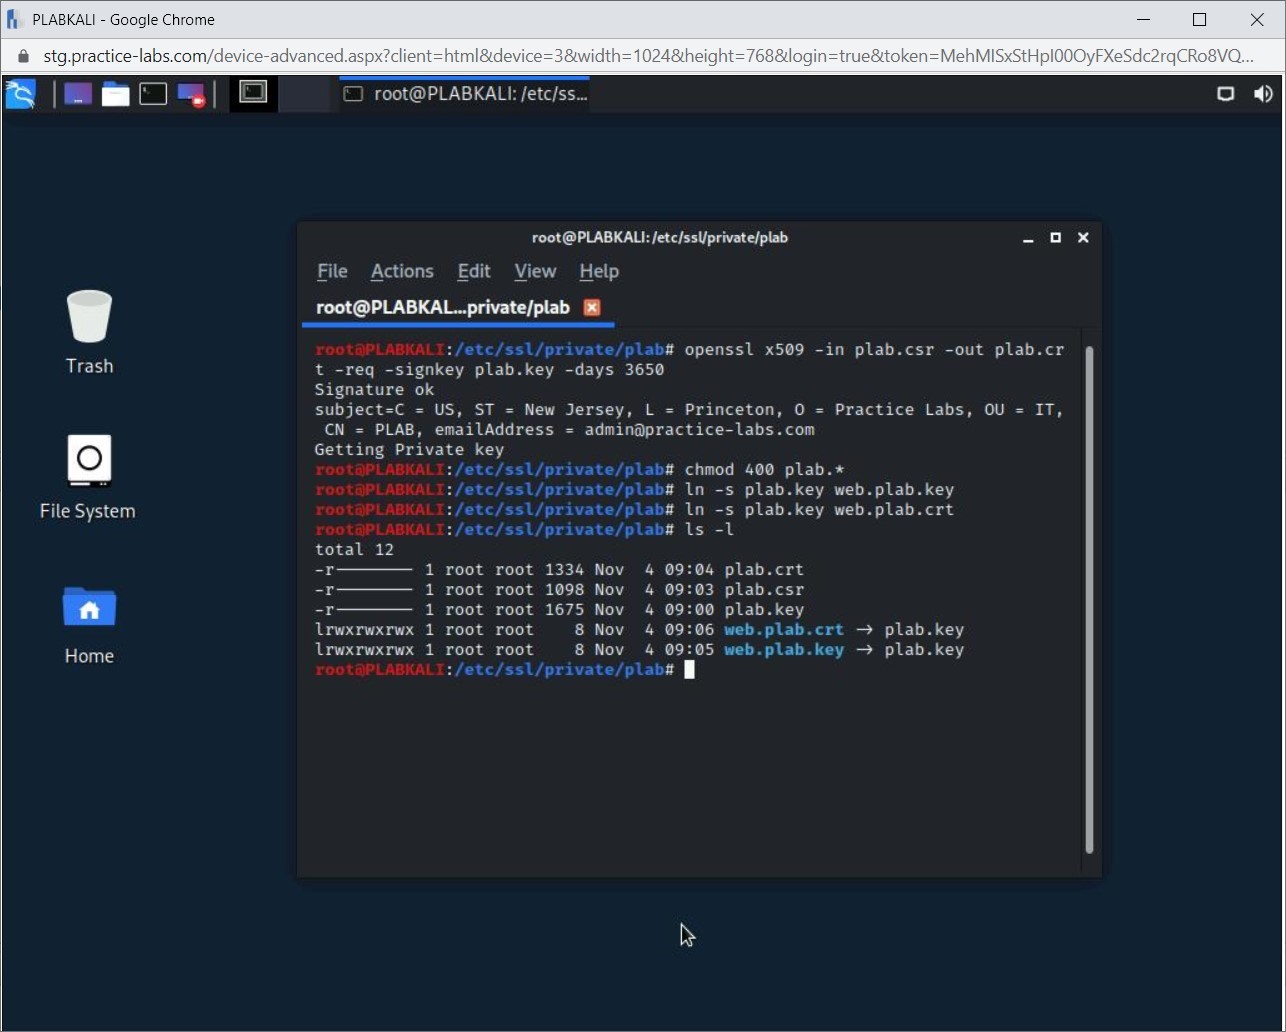 PLABKALI - Google Chrome
stg.practice-labs.com/device-advanced.aspx?client=html&device=3&width=1024&height=768&login=true&token=MehMISxStHpI00OyFXeSdc2rqCRo8VQ...
root@PLABKALI: /etc/ss...
Trash
File System
Home
root@PLABKALI:/etc/ssl/private/plab
File Actions Edit View Help
root@PLABKAL...private/plab
root@PLABKALI:/etc/ssl/private/plab# openssl x509 -in plab.csr -out plab.cr
t -req -signkey plab.key -days 3650
Signature ok
subject=C = US, ST = New Jersey, L = Princeton, O = Practice Labs, OU = IT,
CN = PLAB, emailAddress = admin@practice-labs.com
Getting Private key
root@PLABKALI:/etc/ssl/private/plab# chmod 400 plab.*
root@PLABKALI:/etc/ssl/private/plab# ln -s plab.key web.plab.key
root@PLABKALI:/etc/ssl/private/plab# ln -s plab.key web.plab.crt
root@PLABKALI:/etc/ssl/private/plab# ls -l
total 12
-r-------- 1 root root 1334 Nov  4 09:04 plab.crt
-r-------- 1 root root 1098 Nov  4 09:03 plab.csr
-r-------- 1 root root 1675 Nov  4 09:00 plab.key
lrwxrwxrwx 1 root root    8 Nov  4 09:06 web.plab.crt → plab.key
lrwxrwxrwx 1 root root    8 Nov  4 09:05 web.plab.key → plab.key
root@PLABKALI:/etc/ssl/private/plab#